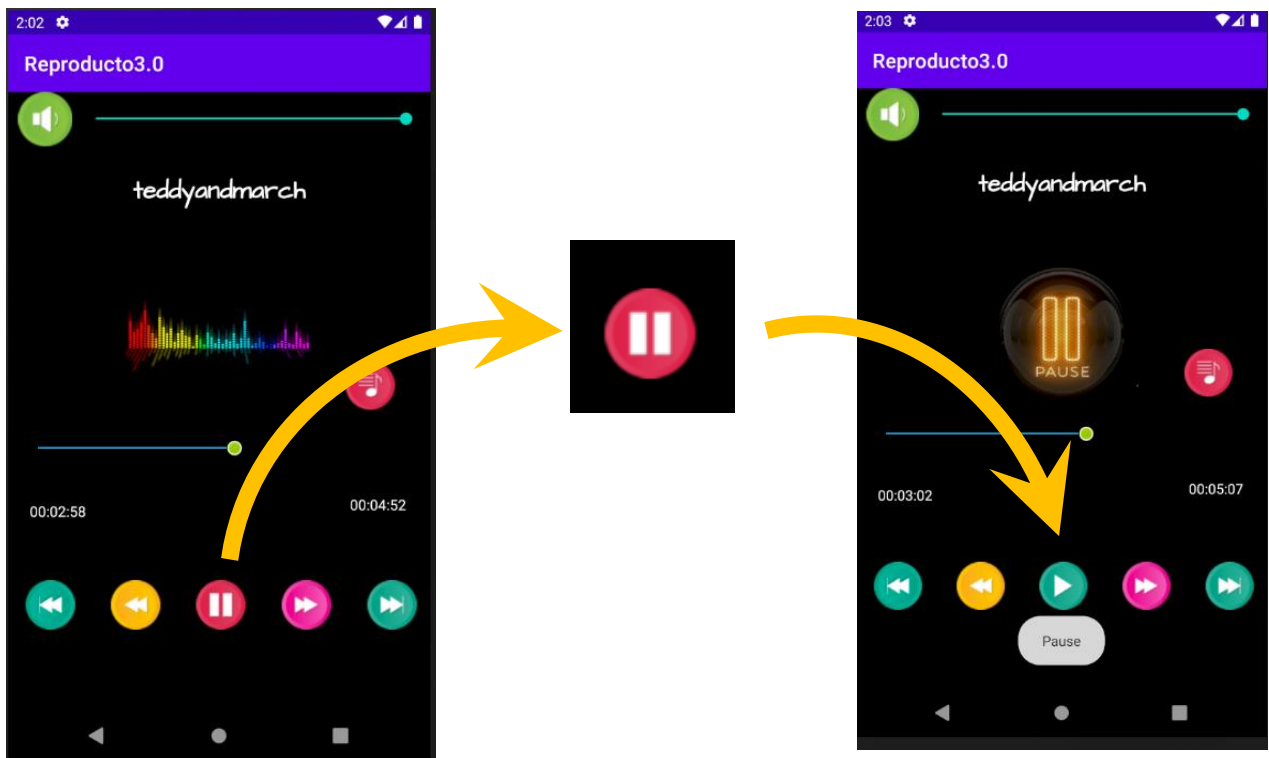 2:02
Reproducto3.0
teddyandmarch
00:02:58
00:04:52
2:03
Reproducto3.0
teddyandmarch
PAUSE
00:03:02
00:05:07
Pause